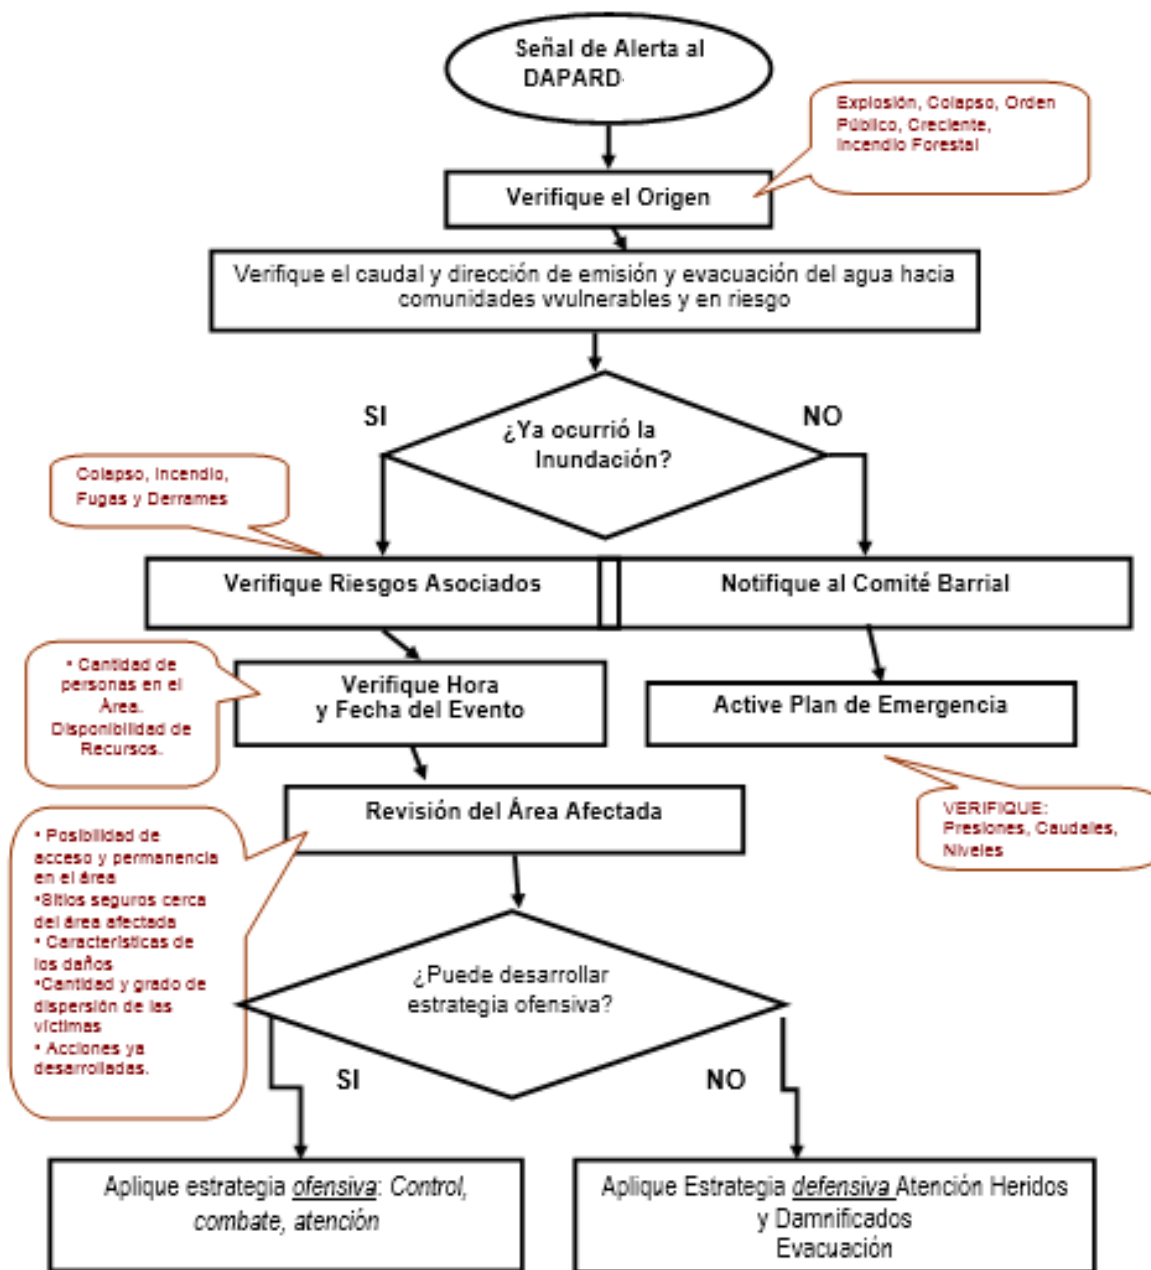 Señal de Alerta al
DAPARD
Explosión, Colapso, Orden
Público, Creciente,
Incendio Forestal
Verifique el Origen
Verifique el caudal y dirección de emisión y evacuación del agua hacia
comunidades vvulnerables y en riesgo
SI
NO
¿Ya ocurrió la
Inundación?
Colapso, Incendio,
Fugas y Derrames
Verifique Riesgos Asociados
Notifique al Comité Barrial
• Cantidad de
personas en el
Área.
Disponibilidad de
Recursos.
Verifique Hora
y Fecha del Evento
Active Plan de Emergencia
Revisión del Área Afectada
VERIFIQUE:
Presiones, Caudales,
Niveles
• Posibilidad de
acceso y permanencia
en el área
•Sitios seguros cerca
del área afectada
• Características de
los daños
•Cantidad y grado de
dispersión de las
víctimas
• Acciones ya
desarrolladas.
¿Puede desarrollar
estrategia ofensiva?
SI
NO
Aplique estrategia ofensiva: Control,
combate, atención
Aplique Estrategia defensiva Atención Heridos
y Damnificados
Evacuación